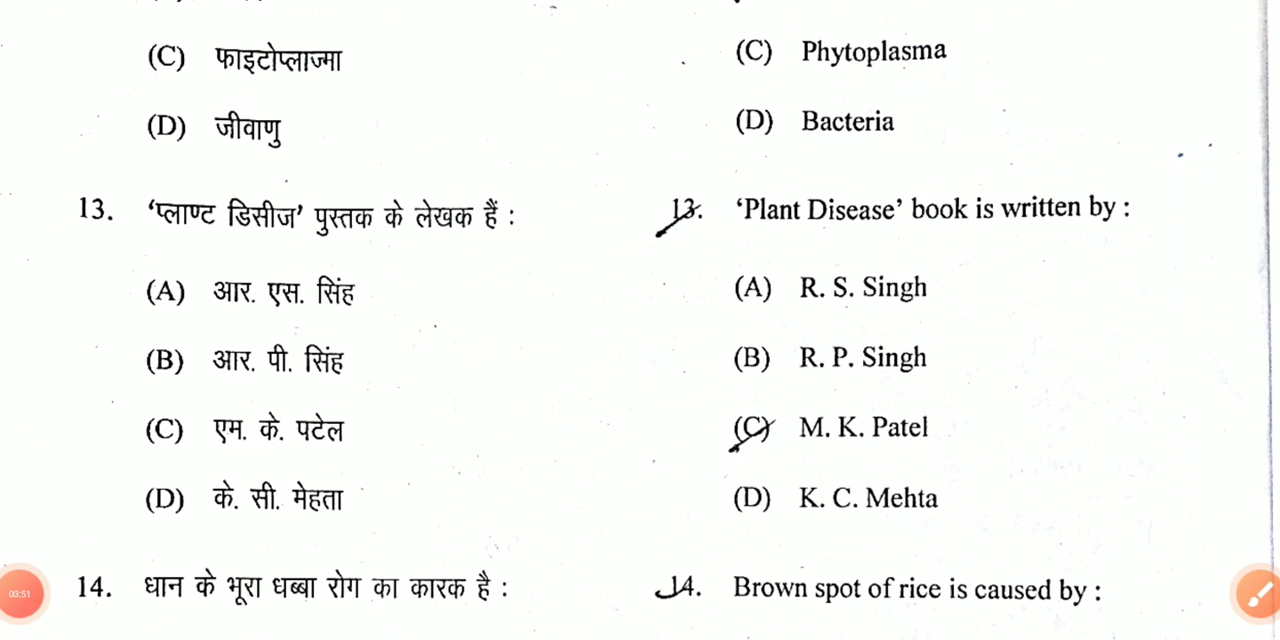 (C) फाइटोप्लाज्मा
(D) जीवाणु
13. ‘प्लाण्ट डिसीज’ पुस्तक के लेखक हैं :
(A) आर. एस. सिंह
(B) आर. पी. सिंह
(C) एम. के. पटेल
(D) के. सी. मेहता
14. धान के भूरा धब्बा रोग का कारक है :
(C) Phytoplasma
(D) Bacteria
13. ‘Plant Disease’ book is written by :
(A) R. S. Singh
(B) R. P. Singh
(C) M. K. Patel
(D) K. C. Mehta
14. Brown spot of rice is caused by :
03:51